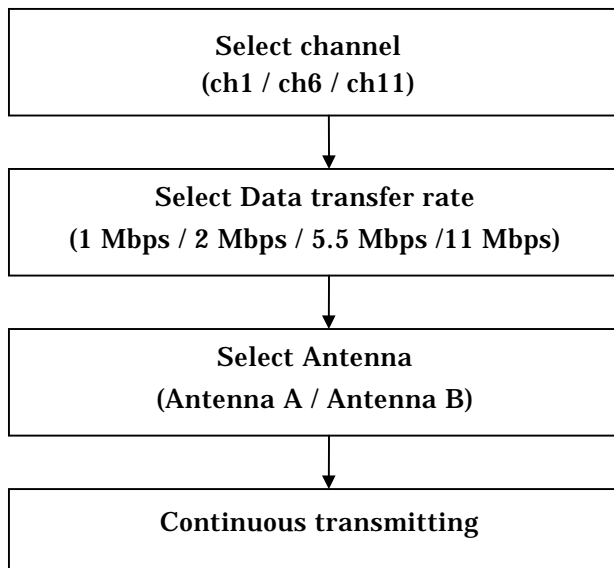 Select channel
(ch1 / ch6 / ch11)
Select Data transfer rate
(1 Mbps / 2 Mbps / 5.5 Mbps /11 Mbps)
Select Antenna
(Antenna A / Antenna B)
Continuous transmitting